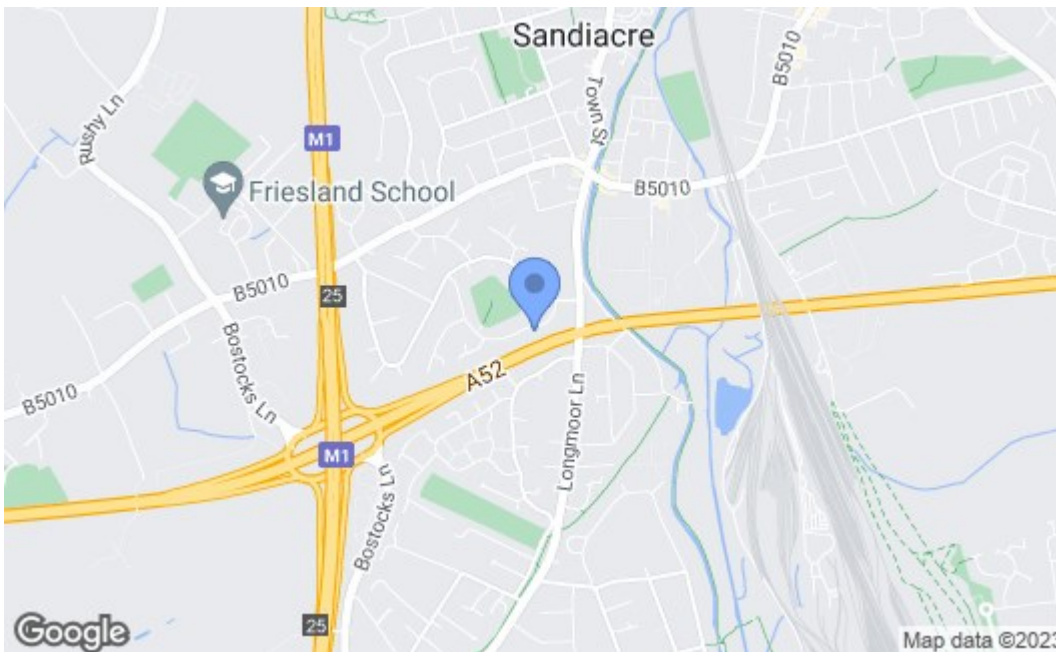 Sandiacre
B5010
Rushy Ln
Town St
M1
Friesland School
B5010
B5010
25
Bostocks Ln
A52
B5010
Longmoor Ln
M1
Bostocks Ln
25
Google
Map data ©2023